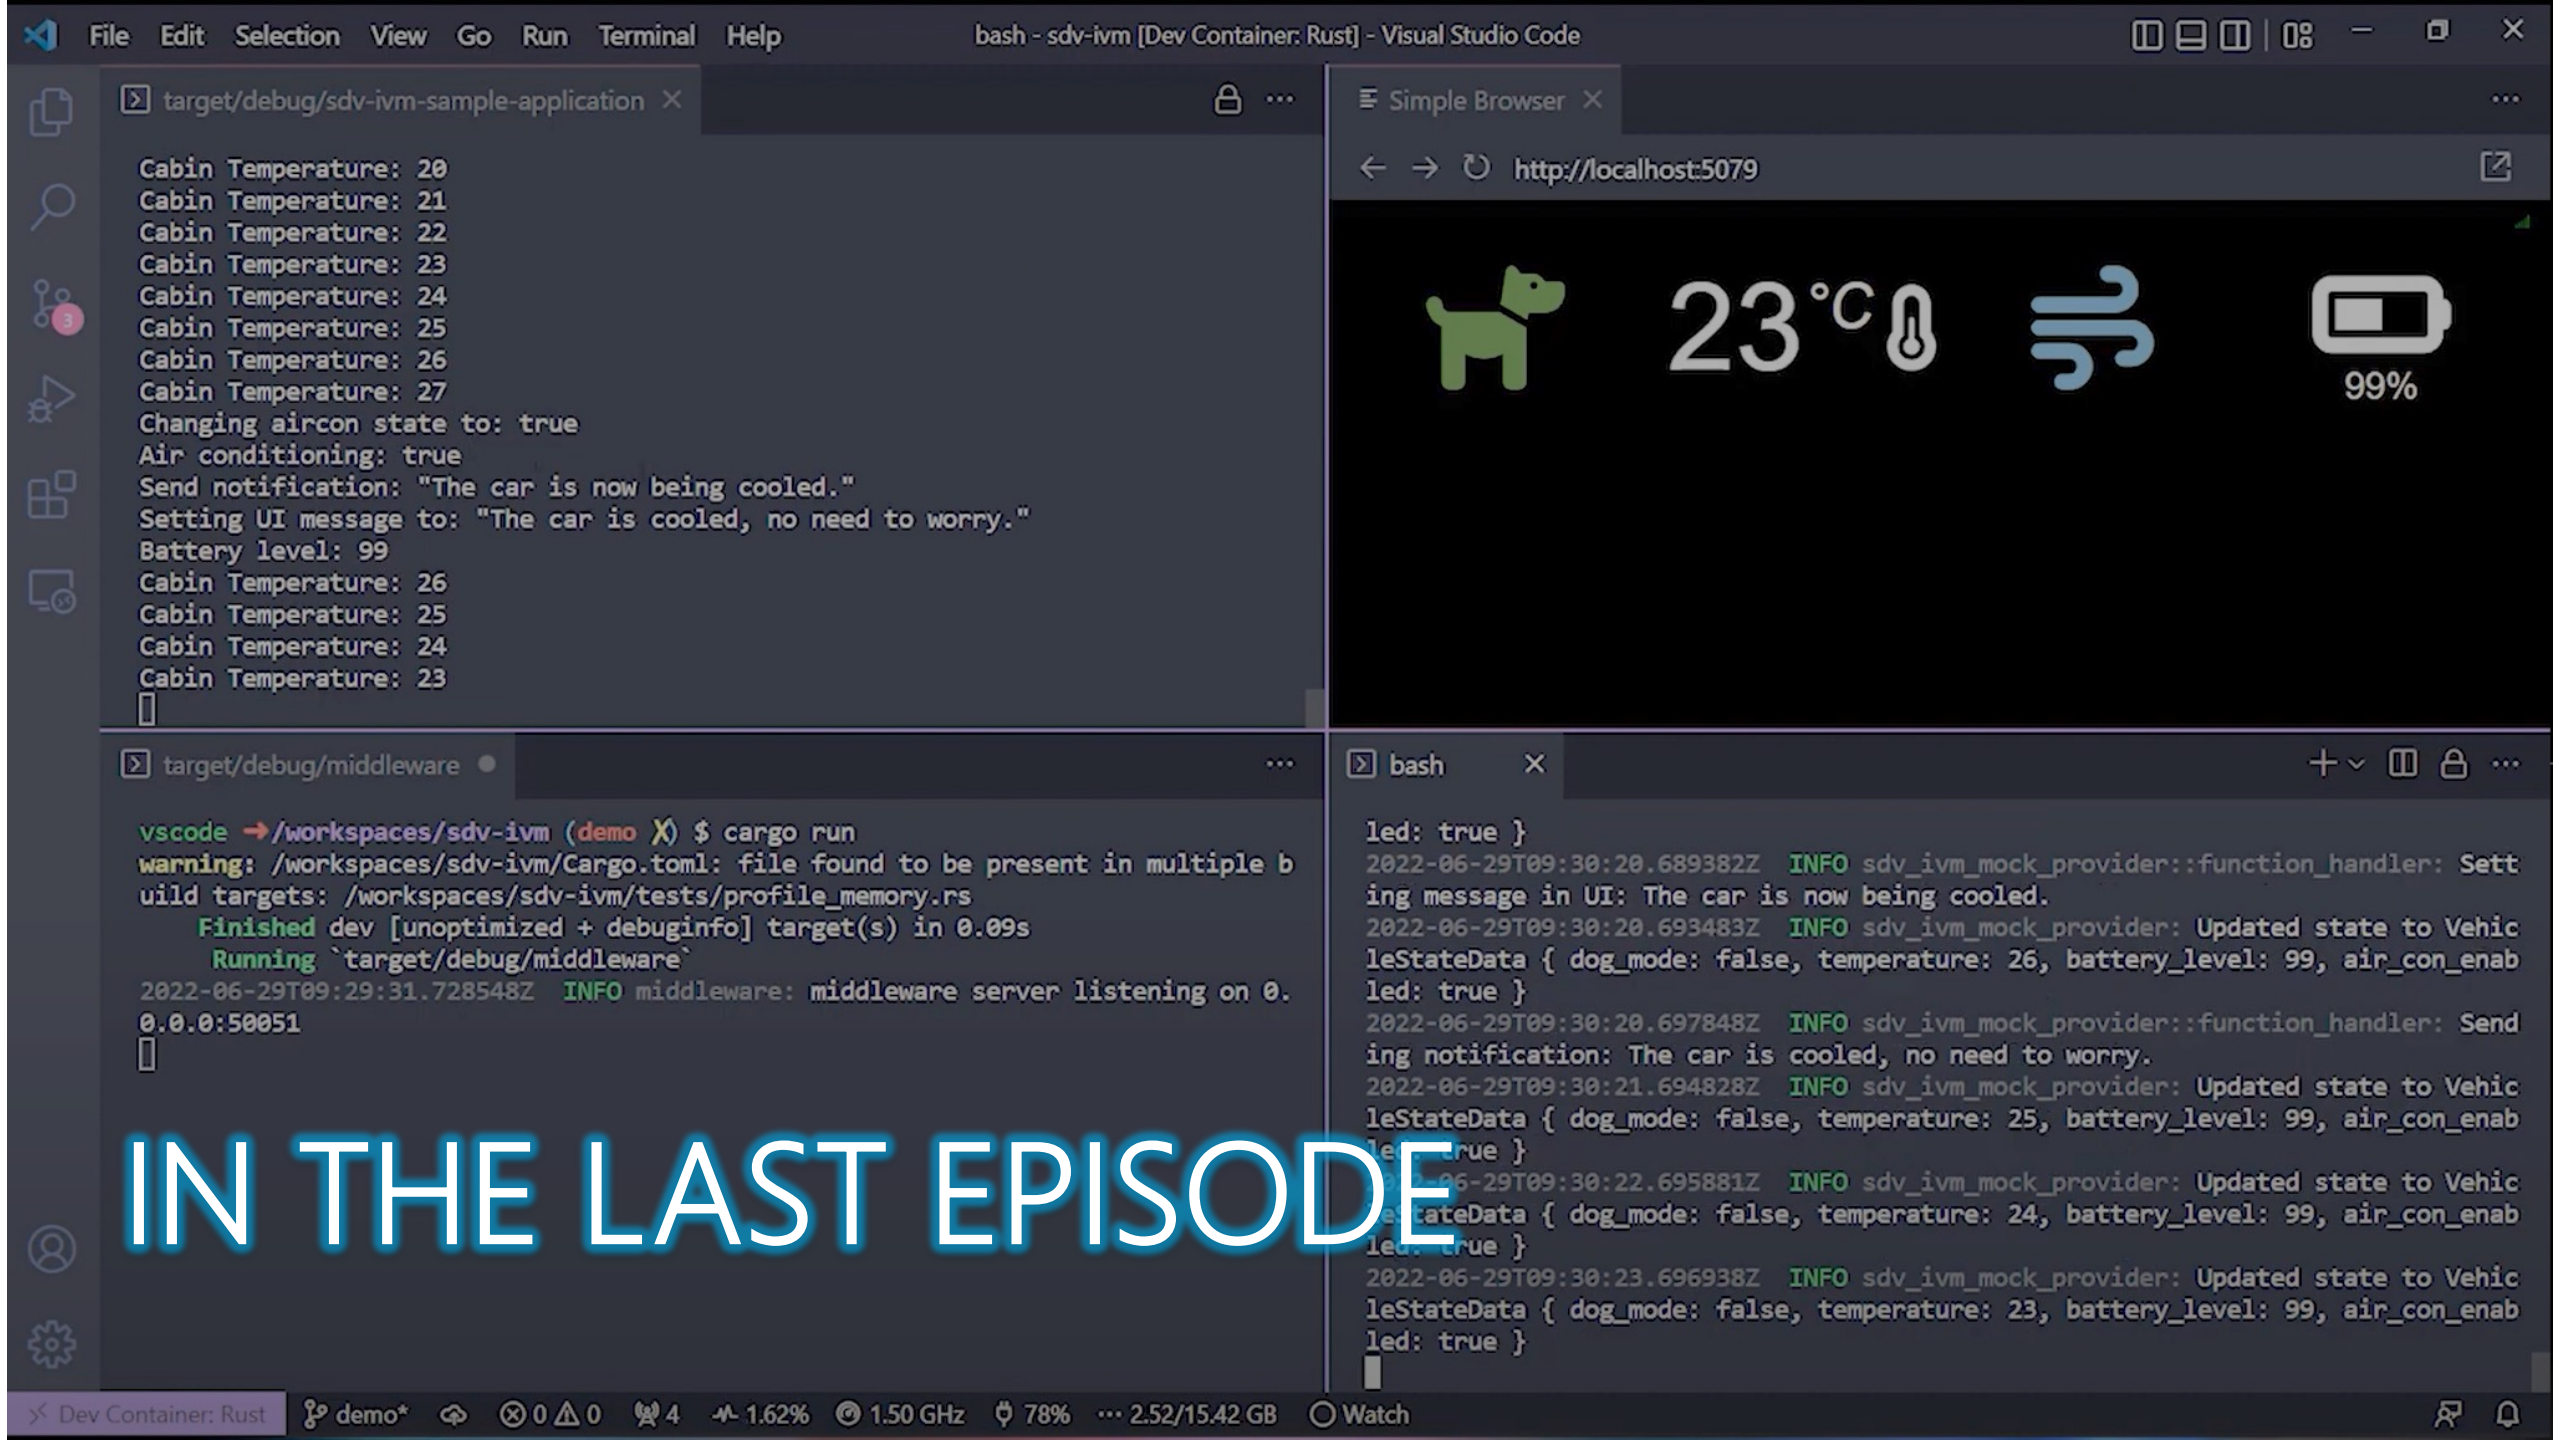 File Edit Selection View Go Run Terminal Help
bash - sdv-ivm [Dev Container: Rust] - Visual Studio Code
target/debug/sdv-ivm-sample-application
Cabin Temperature: 20
Cabin Temperature: 21
Cabin Temperature: 22
Cabin Temperature: 23
Cabin Temperature: 24
Cabin Temperature: 25
Cabin Temperature: 26
Cabin Temperature: 27
Changing aircon state to: true
Air conditioning: true
Send notification: "The car is now being cooled."
Setting UI message to: "The car is cooled, no need to worry."
Battery level: 99
Cabin Temperature: 26
Cabin Temperature: 25
Cabin Temperature: 24
Cabin Temperature: 23
3
Simple Browser
http://localhost:5079
23 °C
99%
target/debug/middleware
vscode ➜/workspaces/sdv-ivm (demo ✗) $ cargo run
warning: /workspaces/sdv-ivm/Cargo.toml: file found to be present in multiple b
uild targets: /workspaces/sdv-ivm/tests/profile_memory.rs
Finished dev [unoptimized + debuginfo] target(s) in 0.09s
Running `target/debug/middleware`
2022-06-29T09:29:31.728548Z INFO middleware: middleware server listening on 0.
0.0.0:50051
bash
led: true }
2022-06-29T09:30:20.689382Z INFO sdv_ivm_mock_provider::function_handler: Sett
ing message in UI: The car is now being cooled.
2022-06-29T09:30:20.693483Z INFO sdv_ivm_mock_provider: Updated state to Vehic
leStateData { dog_mode: false, temperature: 26, battery_level: 99, air_con_enab
led: true }
2022-06-29T09:30:20.697848Z INFO sdv_ivm_mock_provider::function_handler: Send
ing notification: The car is cooled, no need to worry.
2022-06-29T09:30:21.694828Z INFO sdv_ivm_mock_provider: Updated state to Vehic
leStateData { dog_mode: false, temperature: 25, battery_level: 99, air_con_enab
led: true }
2022-06-29T09:30:22.695881Z INFO sdv_ivm_mock_provider: Updated state to Vehic
leStateData { dog_mode: false, temperature: 24, battery_level: 99, air_con_enab
led: true }
2022-06-29T09:30:23.696938Z INFO sdv_ivm_mock_provider: Updated state to Vehic
leStateData { dog_mode: false, temperature: 23, battery_level: 99, air_con_enab
led: true }
IN THE LAST EPISODE
Dev Container: Rust demo* 0 0 4 1.62% 1.50 GHz 78% 2.52/15.42 GB Watch